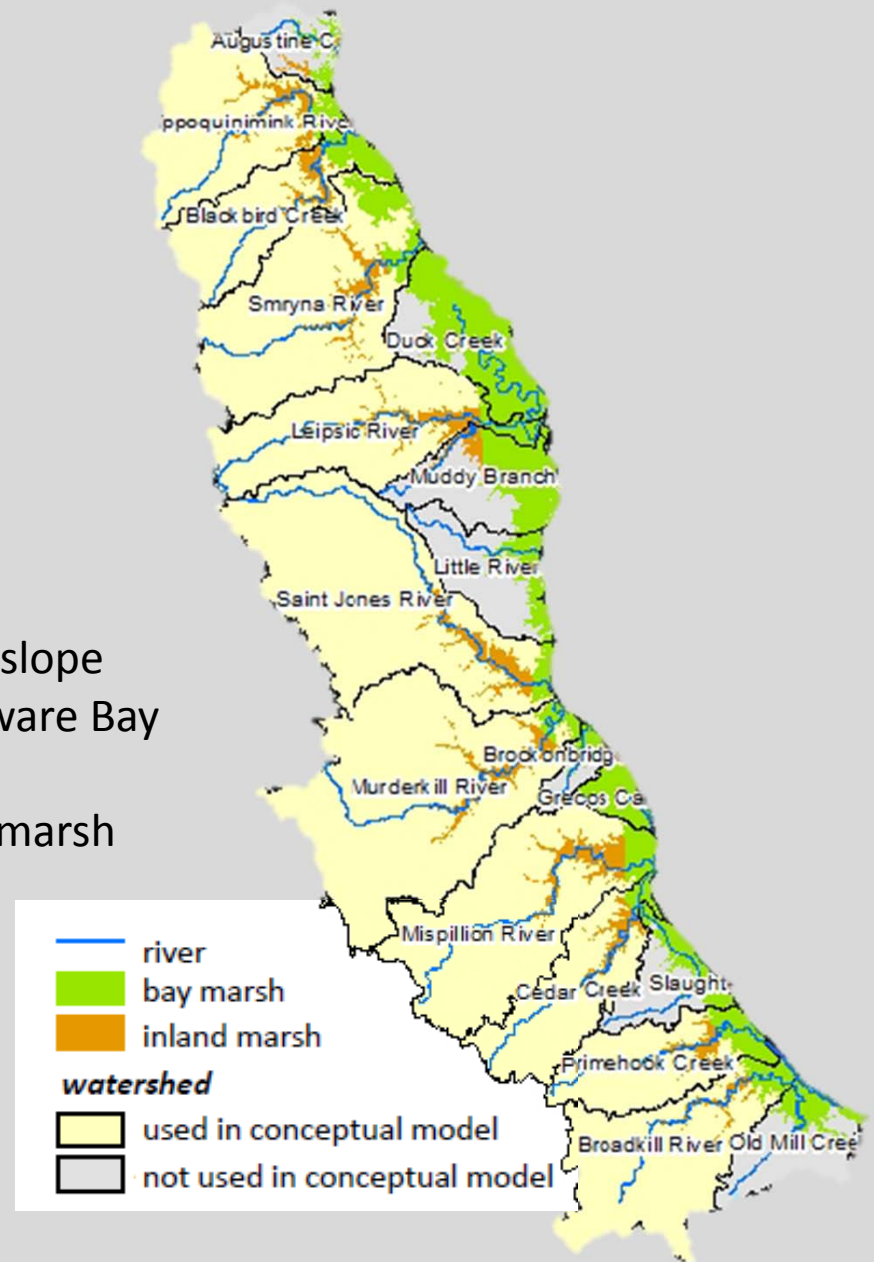 Augustine C
ppoquinimink Rive
Blackbird Creek
Smryna River
Duck Creek
Leipsic River
Muddy Branch
Little River
Saint Jones River
slope
ware Bay
Brockonbridg
Murderkill River
Grecos Ca
marsh
Mispillion River
Cedar Creek
Slaught
Primehook Creek
Broadkill River
Old Mill Cree
river
bay marsh
inland marsh
watershed
used in conceptual model
not used in conceptual model